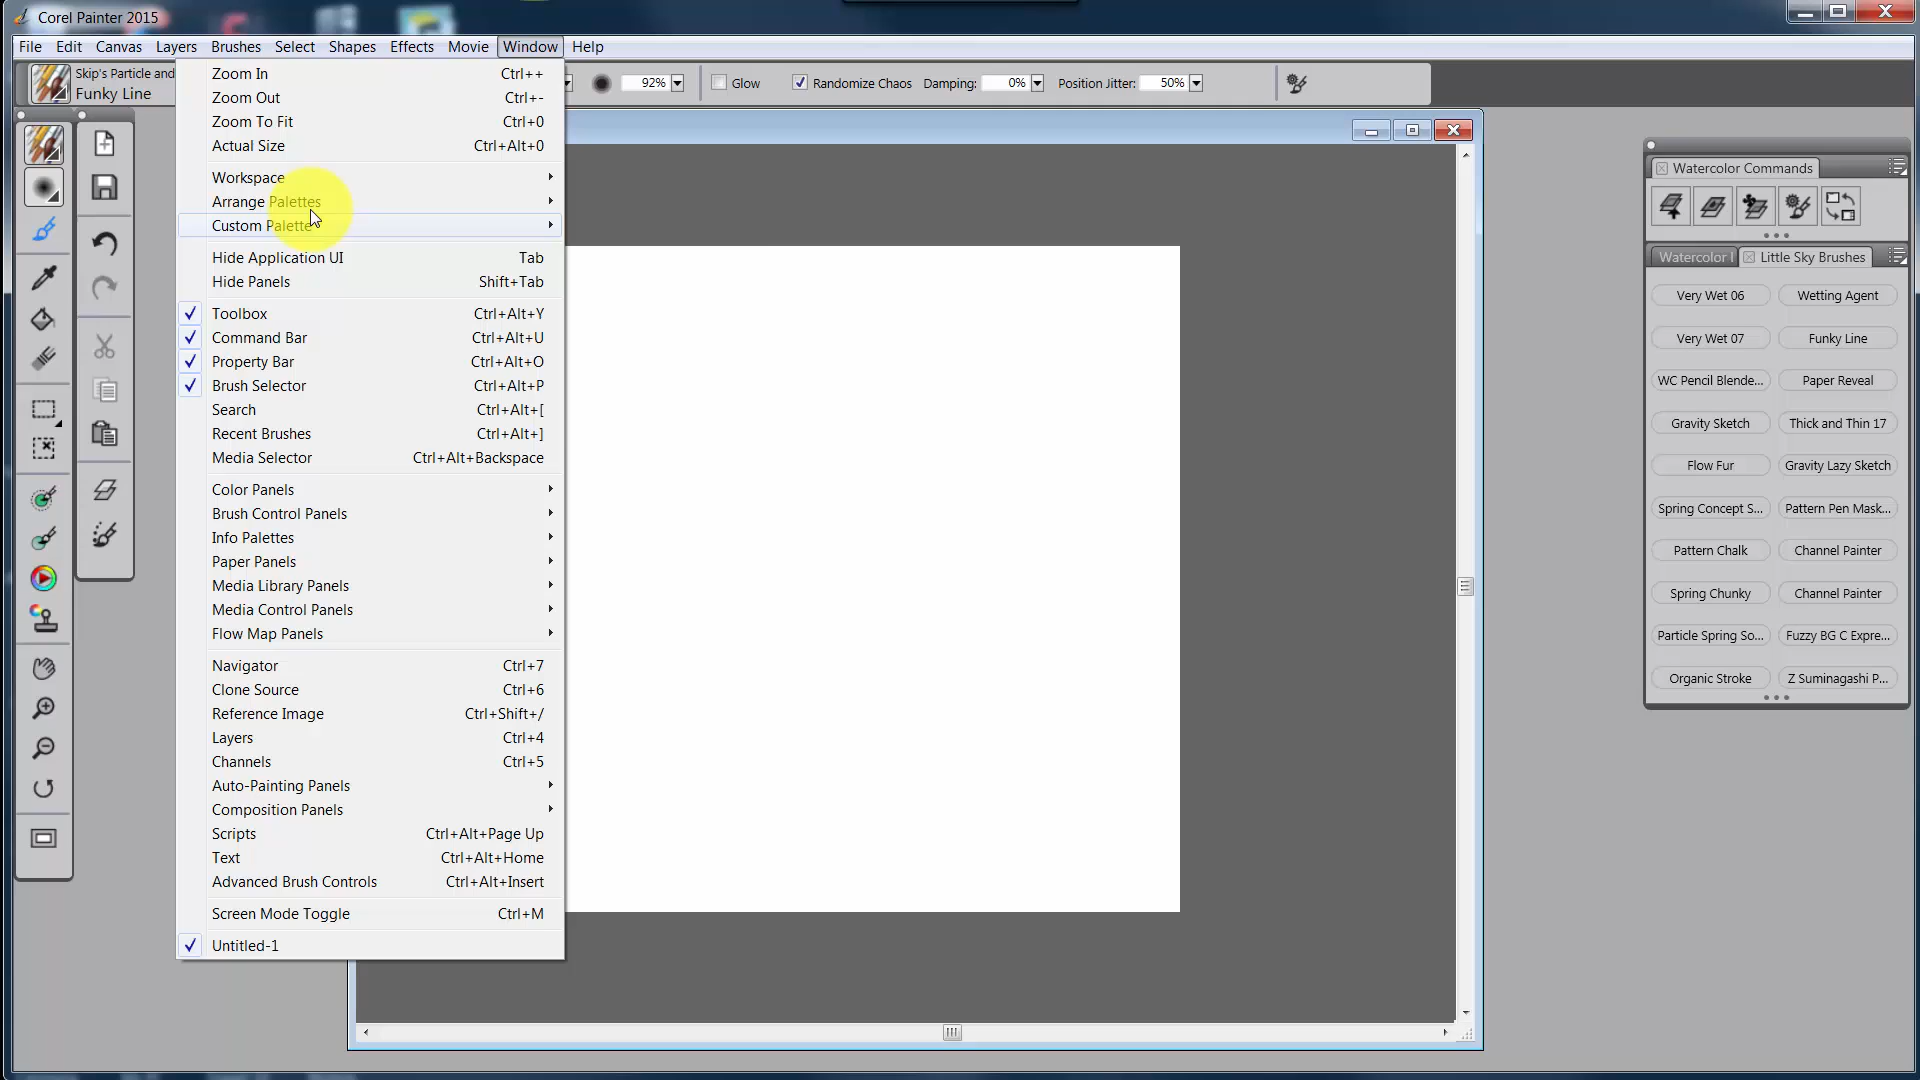 Corel Painter 2015
File Edit Canvas Layers Brushes Select Shapes Effects Movie Window Help
Skip's Particle and
Funky Line
92% Glow Randomize Chaos Damping: 0% Position Jitter: 50%
Zoom In Ctrl++
Zoom Out Ctrl+-
Zoom To Fit Ctrl+0
Actual Size Ctrl+Alt+0
Workspace
Arrange Palettes
Custom Palette
Hide Application UI Tab
Hide Panels Shift+Tab
Toolbox Ctrl+Alt+Y
Command Bar Ctrl+Alt+U
Property Bar Ctrl+Alt+O
Brush Selector Ctrl+Alt+P
Search Ctrl+Alt+[
Recent Brushes Ctrl+Alt+]
Media Selector Ctrl+Alt+Backspace
Color Panels
Brush Control Panels
Info Palettes
Paper Panels
Media Library Panels
Media Control Panels
Flow Map Panels
Navigator Ctrl+7
Clone Source Ctrl+6
Reference Image Ctrl+Shift+/
Layers Ctrl+4
Channels Ctrl+5
Auto-Painting Panels
Composition Panels
Scripts Ctrl+Alt+Page Up
Text Ctrl+Alt+Home
Advanced Brush Controls Ctrl+Alt+Insert
Screen Mode Toggle Ctrl+M
Untitled-1
Watercolor Commands
Watercolor Little Sky Brushes
Very Wet 06 Wetting Agent
Very Wet 07 Funky Line
WC Pencil Blende... Paper Reveal
Gravity Sketch Thick and Thin 17
Flow Fur Gravity Lazy Sketch
Spring Concept S... Pattern Pen Mask...
Pattern Chalk Channel Painter
Spring Chunky Channel Painter
Particle Spring So... Fuzzy BG C Expre...
Organic Stroke Z Suminagashi P...